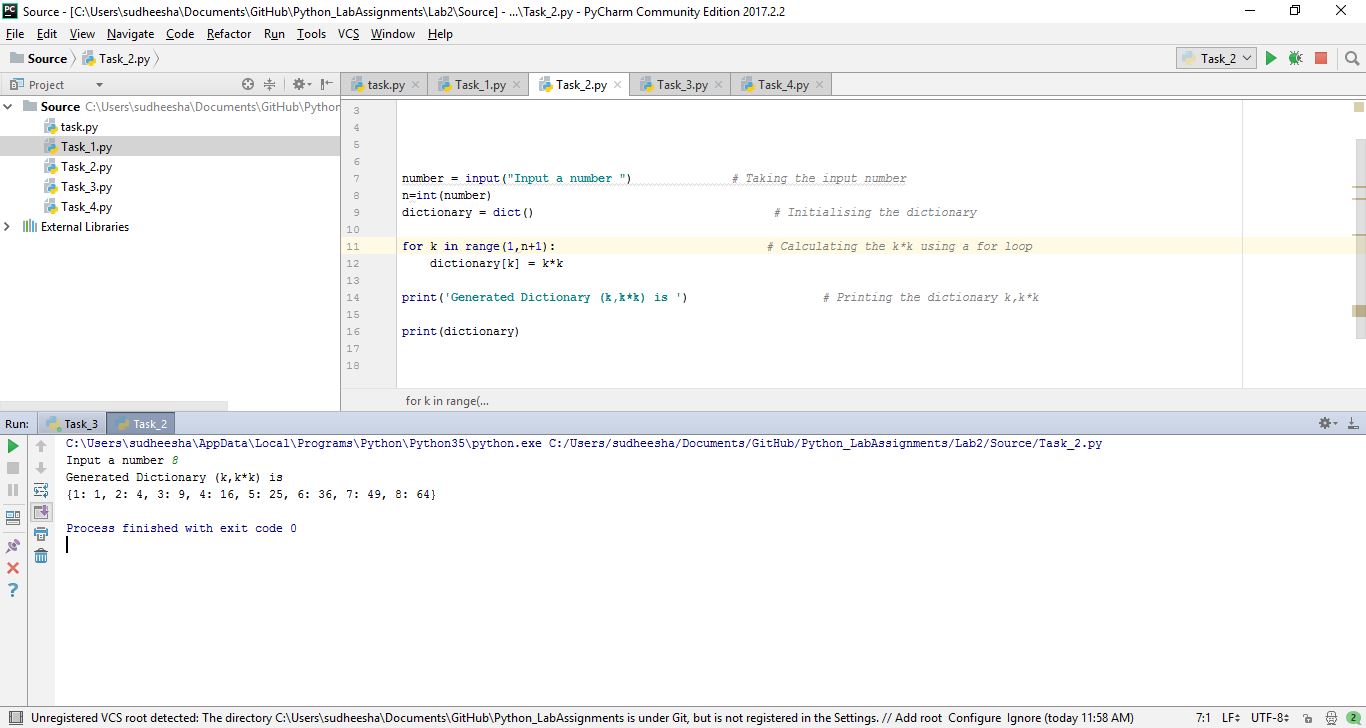 Source - [C:\Users\sudheesha\Documents\GitHub\Python_LabAssignments\Lab2\Source] - ...\Task_2.py - PyCharm Community Edition 2017.2.2
File Edit View Navigate Code Refactor Run Tools VCS Window Help
Source Task_2.py Task_2
Project task.py Task_1.py Task_2.py Task_3.py Task_4.py
Source C:\Users\sudheesha\Documents\GitHub\Python
task.py
Task_1.py
Task_2.py
Task_3.py
Task_4.py
External Libraries
3
4
5
6
7 number = input("Input a number ") # Taking the input number
8 n=int(number)
9 dictionary = dict() # Initialising the dictionary
10
11 for k in range(1,n+1): # Calculating the k*k using a for loop
12 dictionary[k] = k*k
13
14 print('Generated Dictionary (k,k*k) is ') # Printing the dictionary k,k*k
15
16 print(dictionary)
17
18
for k in range(...
Run: Task_3 Task_2
C:\Users\sudheesha\AppData\Local\Programs\Python\Python35\python.exe C:/Users/sudheesha/Documents/GitHub/Python_LabAssignments/Lab2/Source/Task_2.py
Input a number 8
Generated Dictionary (k,k*k) is
{1: 1, 2: 4, 3: 9, 4: 16, 5: 25, 6: 36, 7: 49, 8: 64}
Process finished with exit code 0
Unregistered VCS root detected: The directory C:\Users\sudheesha\Documents\GitHub\Python_LabAssignments is under Git, but is not registered in the Settings. // Add root Configure Ignore (today 11:58 AM) 7:1 LF UTF-8 2